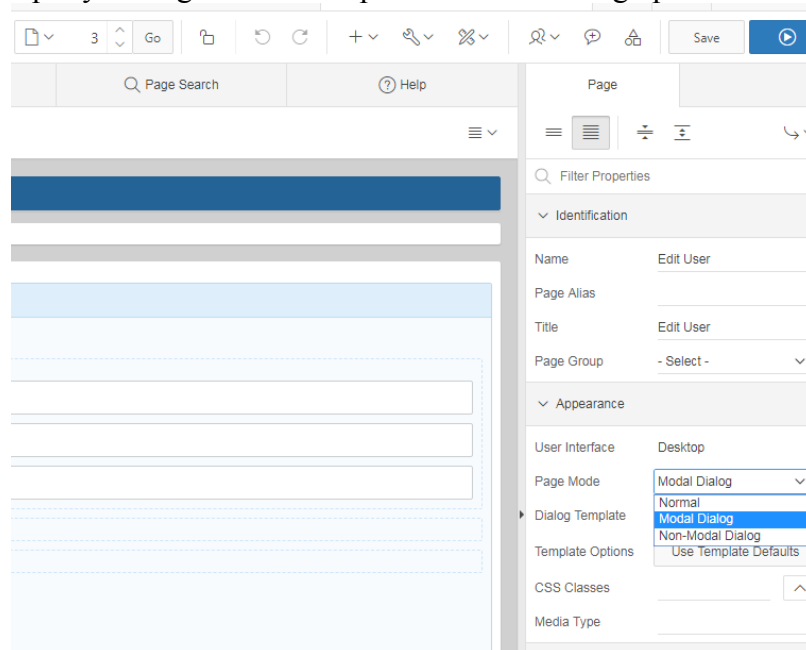 3 Go Save
Page Search Help Page
Filter Properties
Identification
Name Edit User
Page Alias
Title Edit User
Page Group - Select -
Appearance
User Interface Desktop
Page Mode Modal Dialog
Normal
Dialog Template Modal Dialog
Non-Modal Dialog
Template Options Use Template Defaults
CSS Classes
Media Type